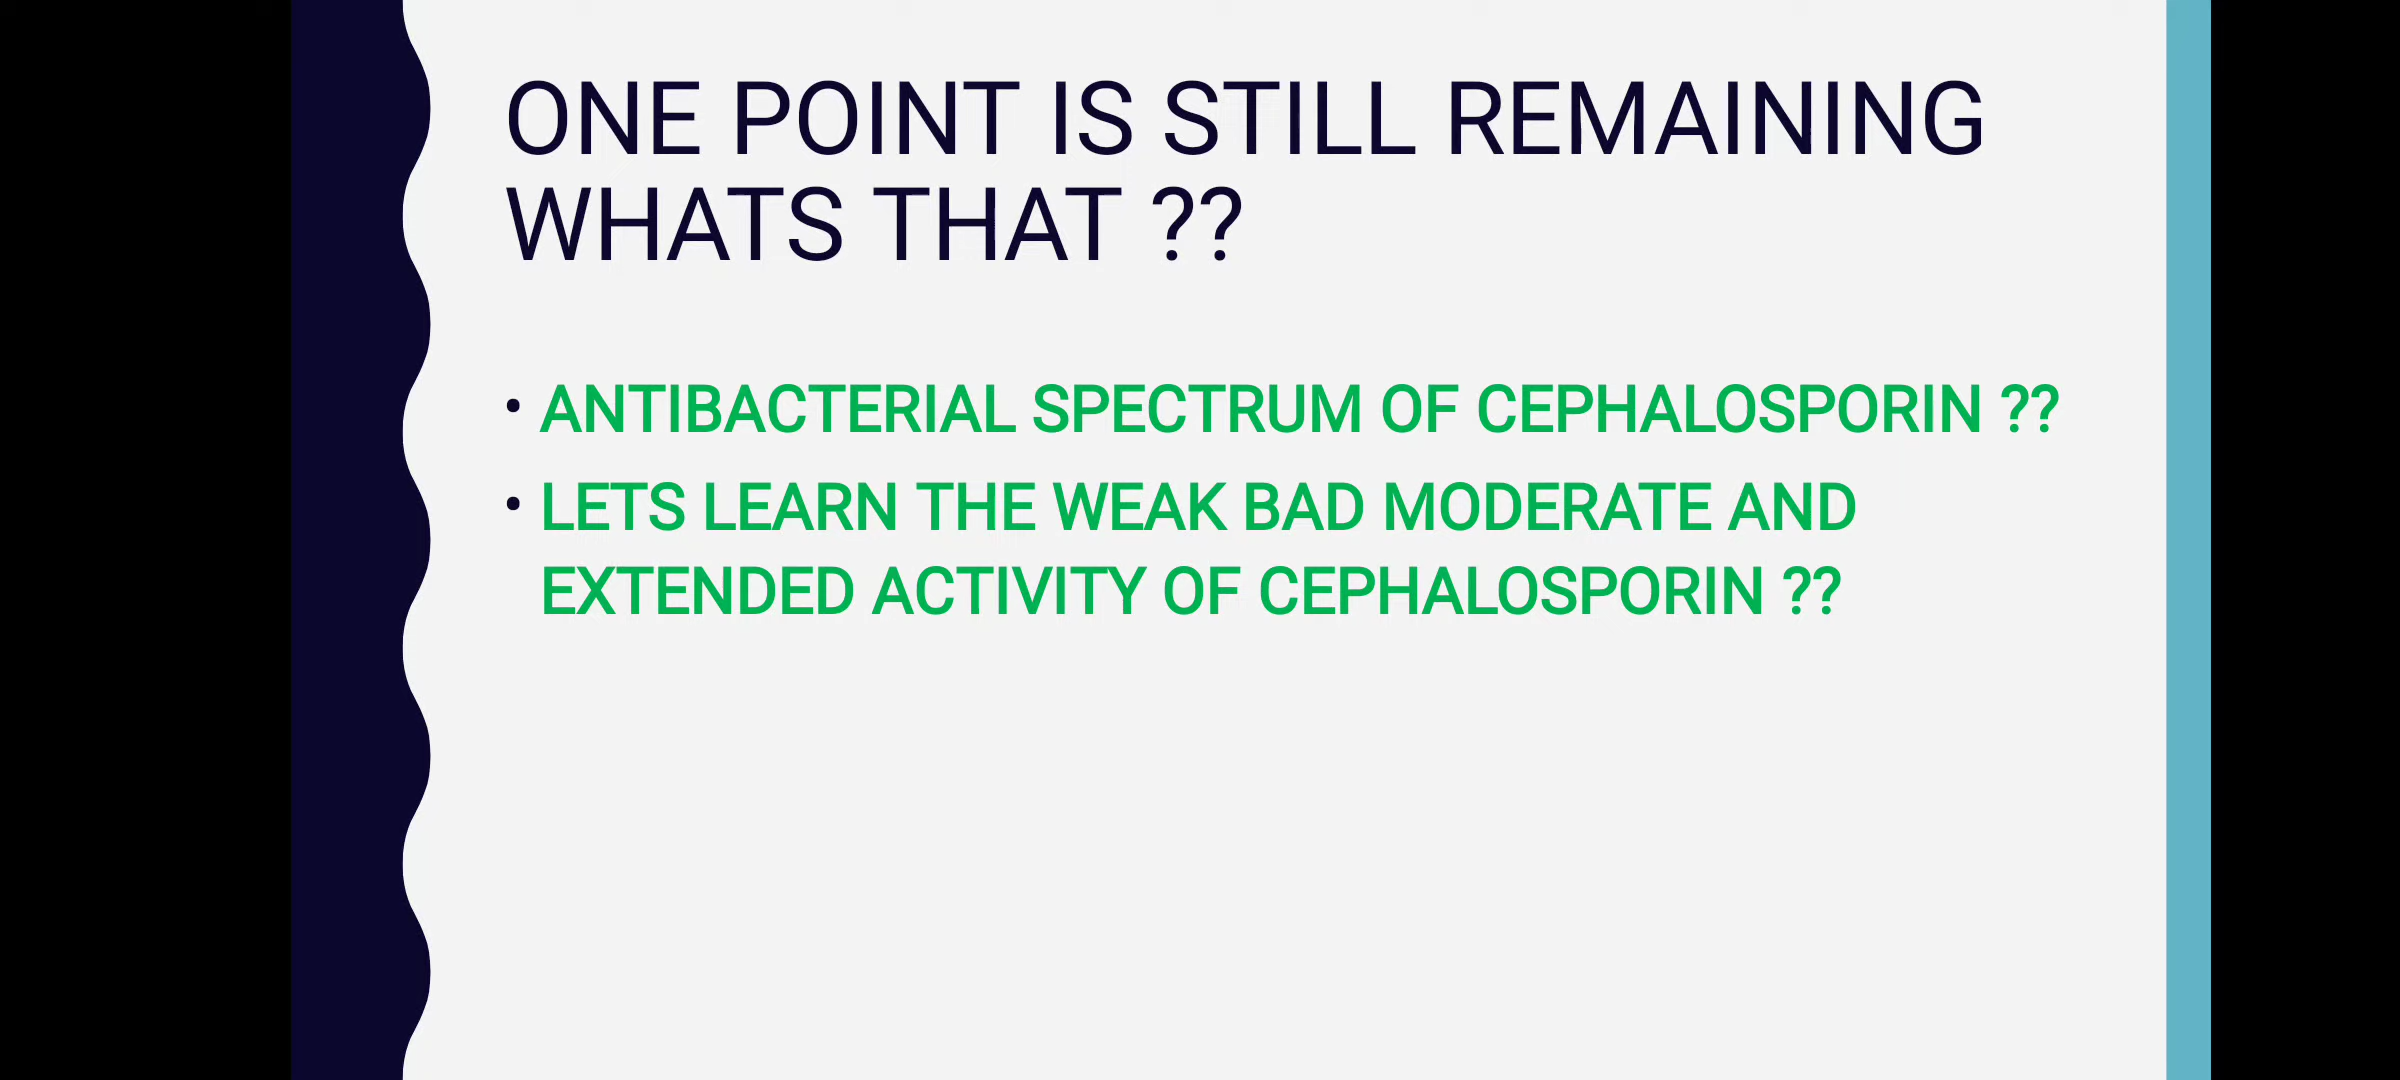 ONE POINT IS STILL REMAINING
WHATS THAT ??
• ANTIBACTERIAL SPECTRUM OF CEPHALOSPORIN ??
• LETS LEARN THE WEAK BAD MODERATE AND
EXTENDED ACTIVITY OF CEPHALOSPORIN ??